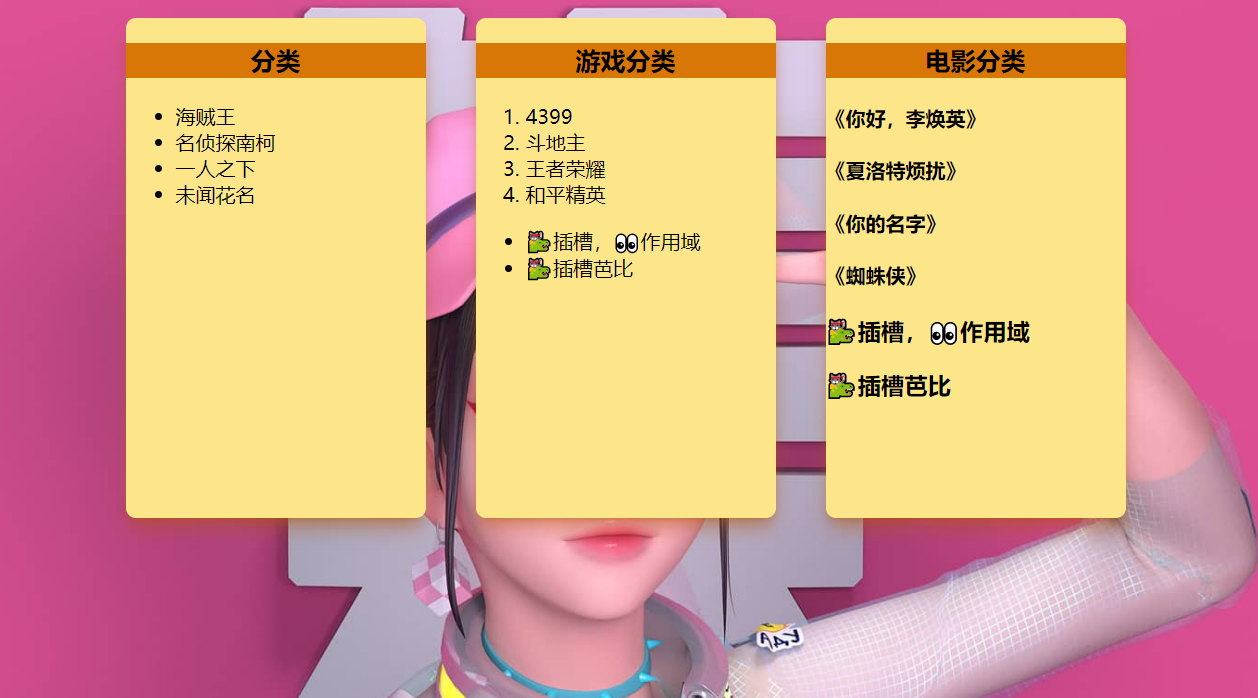 分类
海贼王
名侦探南柯
一人之下
未闻花名
游戏分类
1. 4399
2. 斗地主
3. 王者荣耀
4. 和平精英
插槽，👀作用域
插槽芭比
电影分类
《你好，李焕英》
《夏洛特烦扰》
《你的名字》
《蜘蛛侠》
插槽，👀作用域
插槽芭比